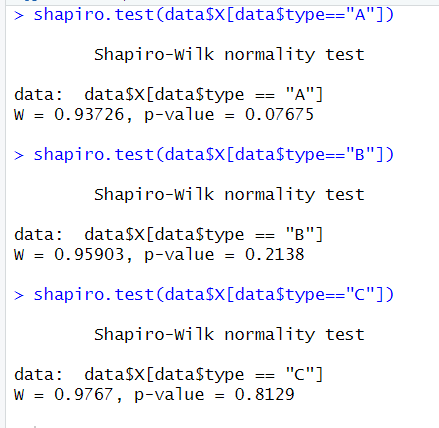 > shapiro.test(data$X[data$type=="A"])
Shapiro-Wilk normality test
data:  data$X[data$type == "A"]
W = 0.93726, p-value = 0.07675
> shapiro.test(data$X[data$type=="B"])
Shapiro-Wilk normality test
data:  data$X[data$type == "B"]
W = 0.95903, p-value = 0.2138
> shapiro.test(data$X[data$type=="C"])
Shapiro-Wilk normality test
data:  data$X[data$type == "C"]
W = 0.9767, p-value = 0.8129